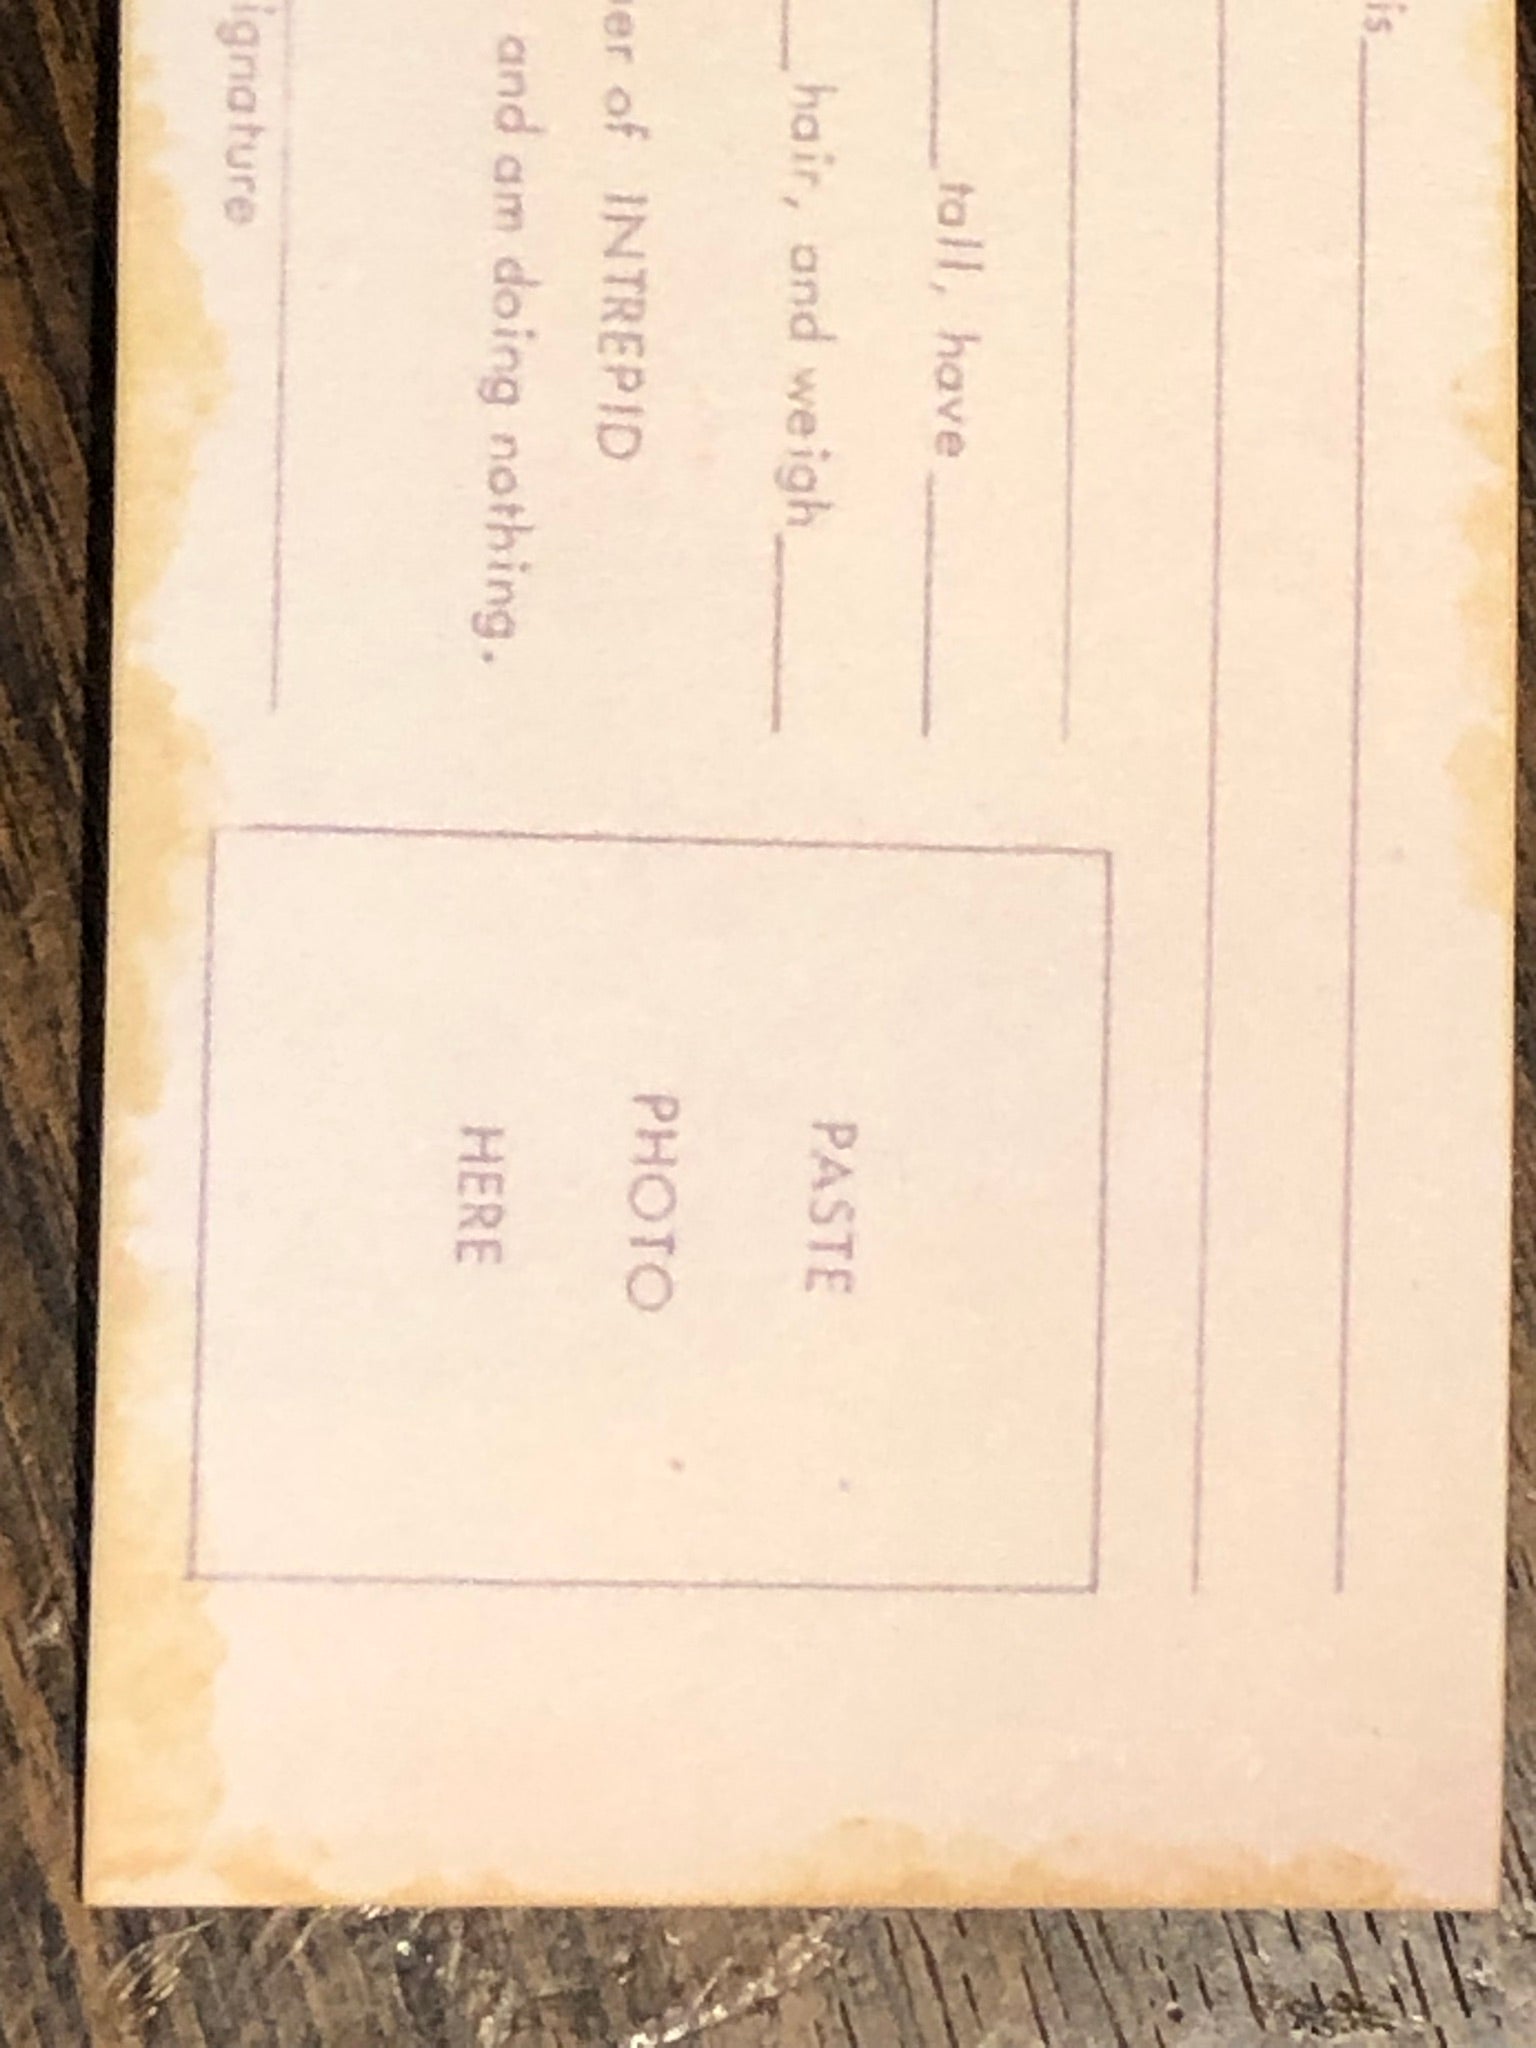 is
tall, have
hair, and weigh
er of INTREPID
and am doing nothing.
ignature
PASTE
PHOTO
HERE